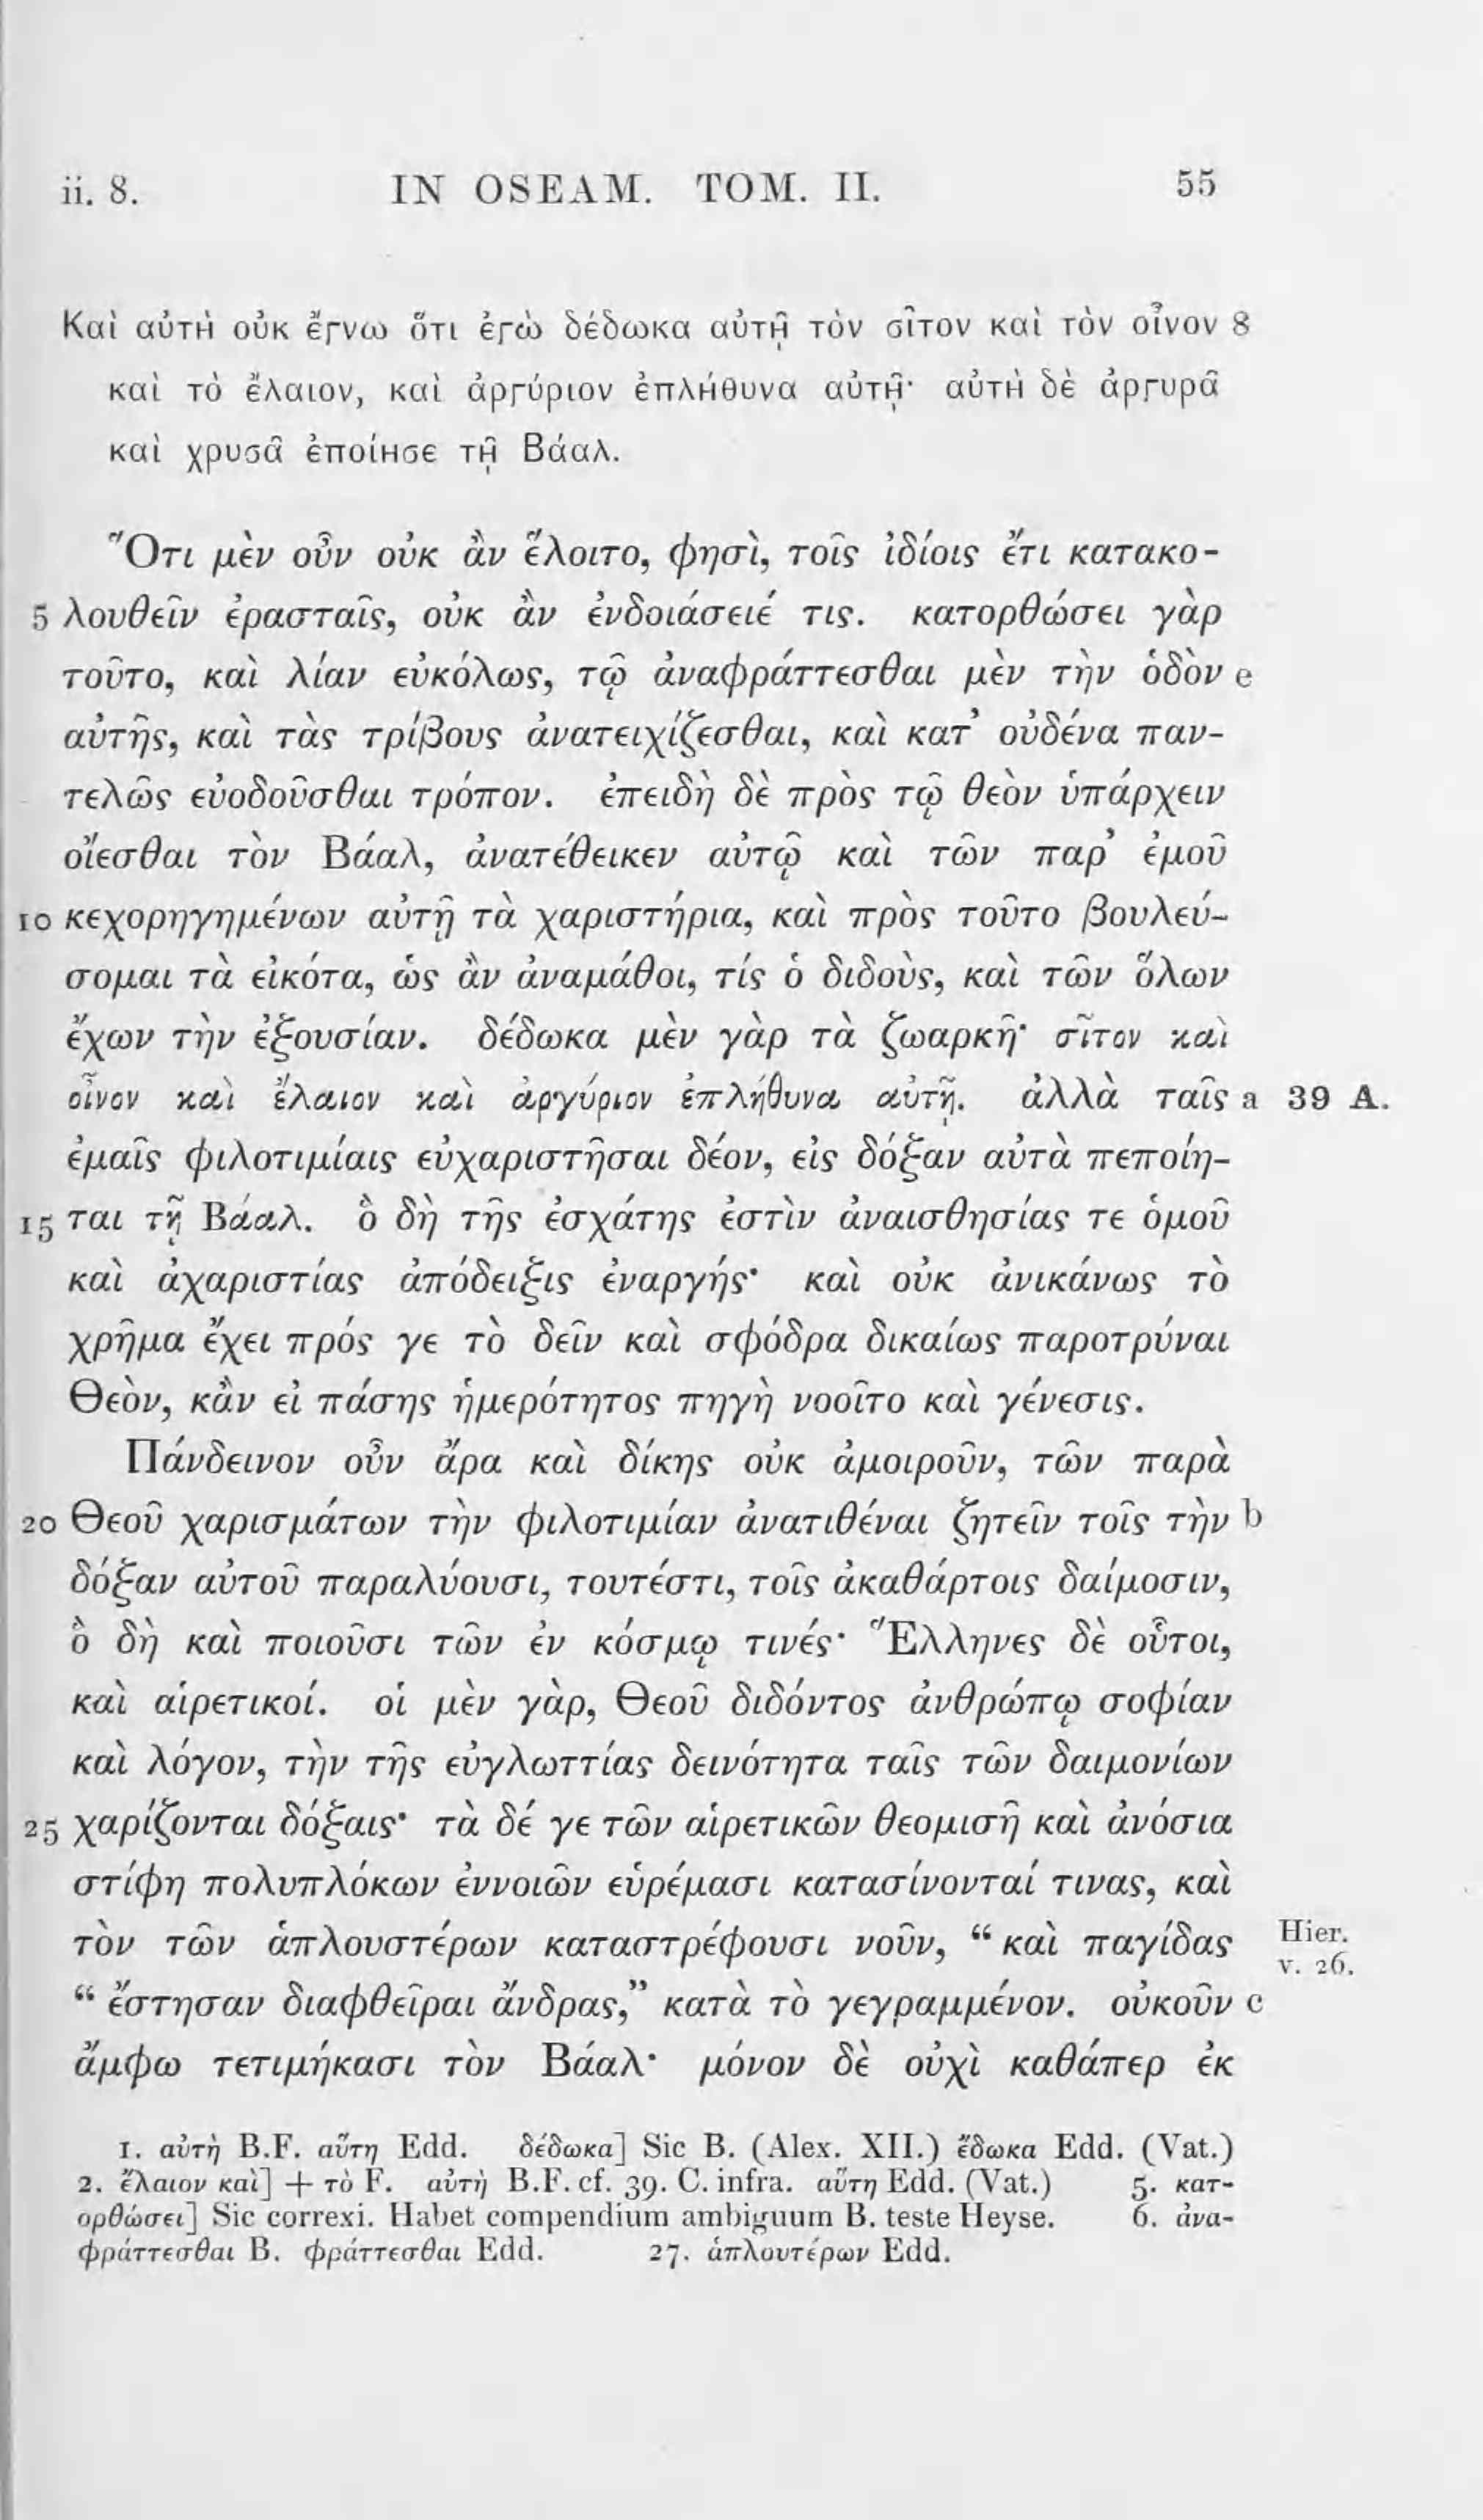 ii. 8. IN OSEAM. TOM. II. 55
Καὶ αὐτὴ οὐκ ἔγνω ὅτι ἐγὼ δέδωκα αὐτῇ τὸν σῖτον καὶ τὸν οἶνον 8
καὶ τὸ ἔλαιον, καὶ ἀργύριον ἐπλήθυνα αὐτῇ· αὐτὴ δὲ ἀργυρᾶ
καὶ χρυσᾶ ἐποίησε τῇ Βάαλ.
Ὅτι μὲν οὖν οὐκ ἂν ἕλοιτο, φησὶ, τοῖς ἰδίοις ἔτι κατακο-
5 λουθεῖν ἐρασταῖς, οὐκ ἂν ἐνδοιάσειέ τις. κατορθώσει γὰρ
τοῦτο, καὶ λίαν εὐκόλως, τῷ ἀναφράττεσθαι μὲν τὴν ὁδὸν e
αὐτῆς, καὶ τὰς τρίβους ἀνατειχίζεσθαι, καὶ κατ’ οὐδένα παν-
τελῶς εὐοδοῦσθαι τρόπον. ἐπειδὴ δὲ πρὸς τῷ θεὸν ὑπάρχειν
οἴεσθαι τὸν Βάαλ, ἀνατέθεικεν αὐτῷ καὶ τῶν παρ’ ἐμοῦ
10 κεχορηγημένων αὐτῇ τὰ χαριστήρια, καὶ πρὸς τοῦτο βουλεύ-
σομαι τὰ εἰκότα, ὡς ἂν ἀναμάθοι, τίς ὁ διδοὺς, καὶ τῶν ὅλων
ἔχων τὴν ἐξουσίαν. δέδωκα μὲν γὰρ τὰ ζωαρκῆ· σῖτον καὶ
οἶνον καὶ ἔλαιον καὶ ἀργύριον ἐπλήθυνα αὐτῇ. ἀλλὰ ταῖς a 39 A.
ἐμαῖς φιλοτιμίαις εὐχαριστῆσαι δέον, εἰς δόξαν αὐτὰ πεποίη-
15 ται τῇ Βάαλ. ὃ δὴ τῆς ἐσχάτης ἐστὶν ἀναισθησίας τε ὁμοῦ
καὶ ἀχαριστίας ἀπόδειξις ἐναργής· καὶ οὐκ ἀνικάνως τὸ
χρῆμα ἔχει πρός γε τὸ δεῖν καὶ σφόδρα δικαίως παροτρύναι
Θεὸν, κἂν εἰ πάσης ἡμερότητος πηγὴ νοοῖτο καὶ γένεσις.
Πάνδεινον οὖν ἄρα καὶ δίκης οὐκ ἀμοιροῦν, τῶν παρὰ
20 Θεοῦ χαρισμάτων τὴν φιλοτιμίαν ἀνατιθέναι ζητεῖν τοῖς τὴν b
δόξαν αὐτοῦ παραλύουσι, τουτέστι, τοῖς ἀκαθάρτοις δαίμοσιν,
ὃ δὴ καὶ ποιοῦσι τῶν ἐν κόσμῳ τινές· Ἕλληνες δὲ οὗτοι,
καὶ αἱρετικοί. οἱ μὲν γὰρ, Θεοῦ διδόντος ἀνθρώπῳ σοφίαν
καὶ λόγον, τὴν τῆς εὐγλωττίας δεινότητα ταῖς τῶν δαιμονίων
25 χαρίζονται δόξαις· τὰ δέ γε τῶν αἱρετικῶν θεομισῆ καὶ ἀνόσια
στίφη πολυπλόκων ἐννοιῶν εὑρέμασι κατασίνονταί τινας, καὶ
τὸν τῶν ἁπλουστέρων καταστρέφουσι νοῦν, “ καὶ παγίδας Hier. v. 26.
“ ἔστησαν διαφθεῖραι ἄνδρας,” κατὰ τὸ γεγραμμένον. οὐκοῦν c
ἄμφω τετιμήκασι τὸν Βάαλ· μόνον δὲ οὐχὶ καθάπερ ἐκ
1. αὐτὴ B.F. αὕτη Edd. δέδωκα] Sic B. (Alex. XII.) ἔδωκα Edd. (Vat.)
2. ἔλαιον καὶ] + τὸ F. αὐτὴ B.F. cf. 39. C. infra. αὕτη Edd. (Vat.) 5. κατ-
ορθώσει] Sic correxi. Habet compendium ambiguum B. teste Heyse. 6. ἀνα-
φράττεσθαι B. φράττεσθαι Edd. 27. ἁπλουτέρων Edd.